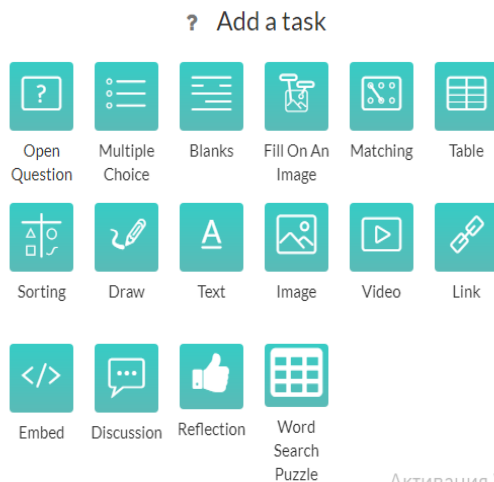 ? Add a task
?
Open Question
Multiple Choice
Blanks
Fill On An Image
Matching
Table
Sorting
Draw
A
Text
Image
Video
Link
</>
Embed
Discussion
Reflection
Word Search Puzzle
Активация